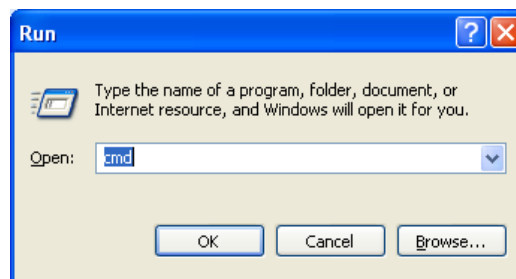 Run
Type the name of a program, folder, document, or
Internet resource, and Windows will open it for you.
Open: cmd
OK Cancel Browse...